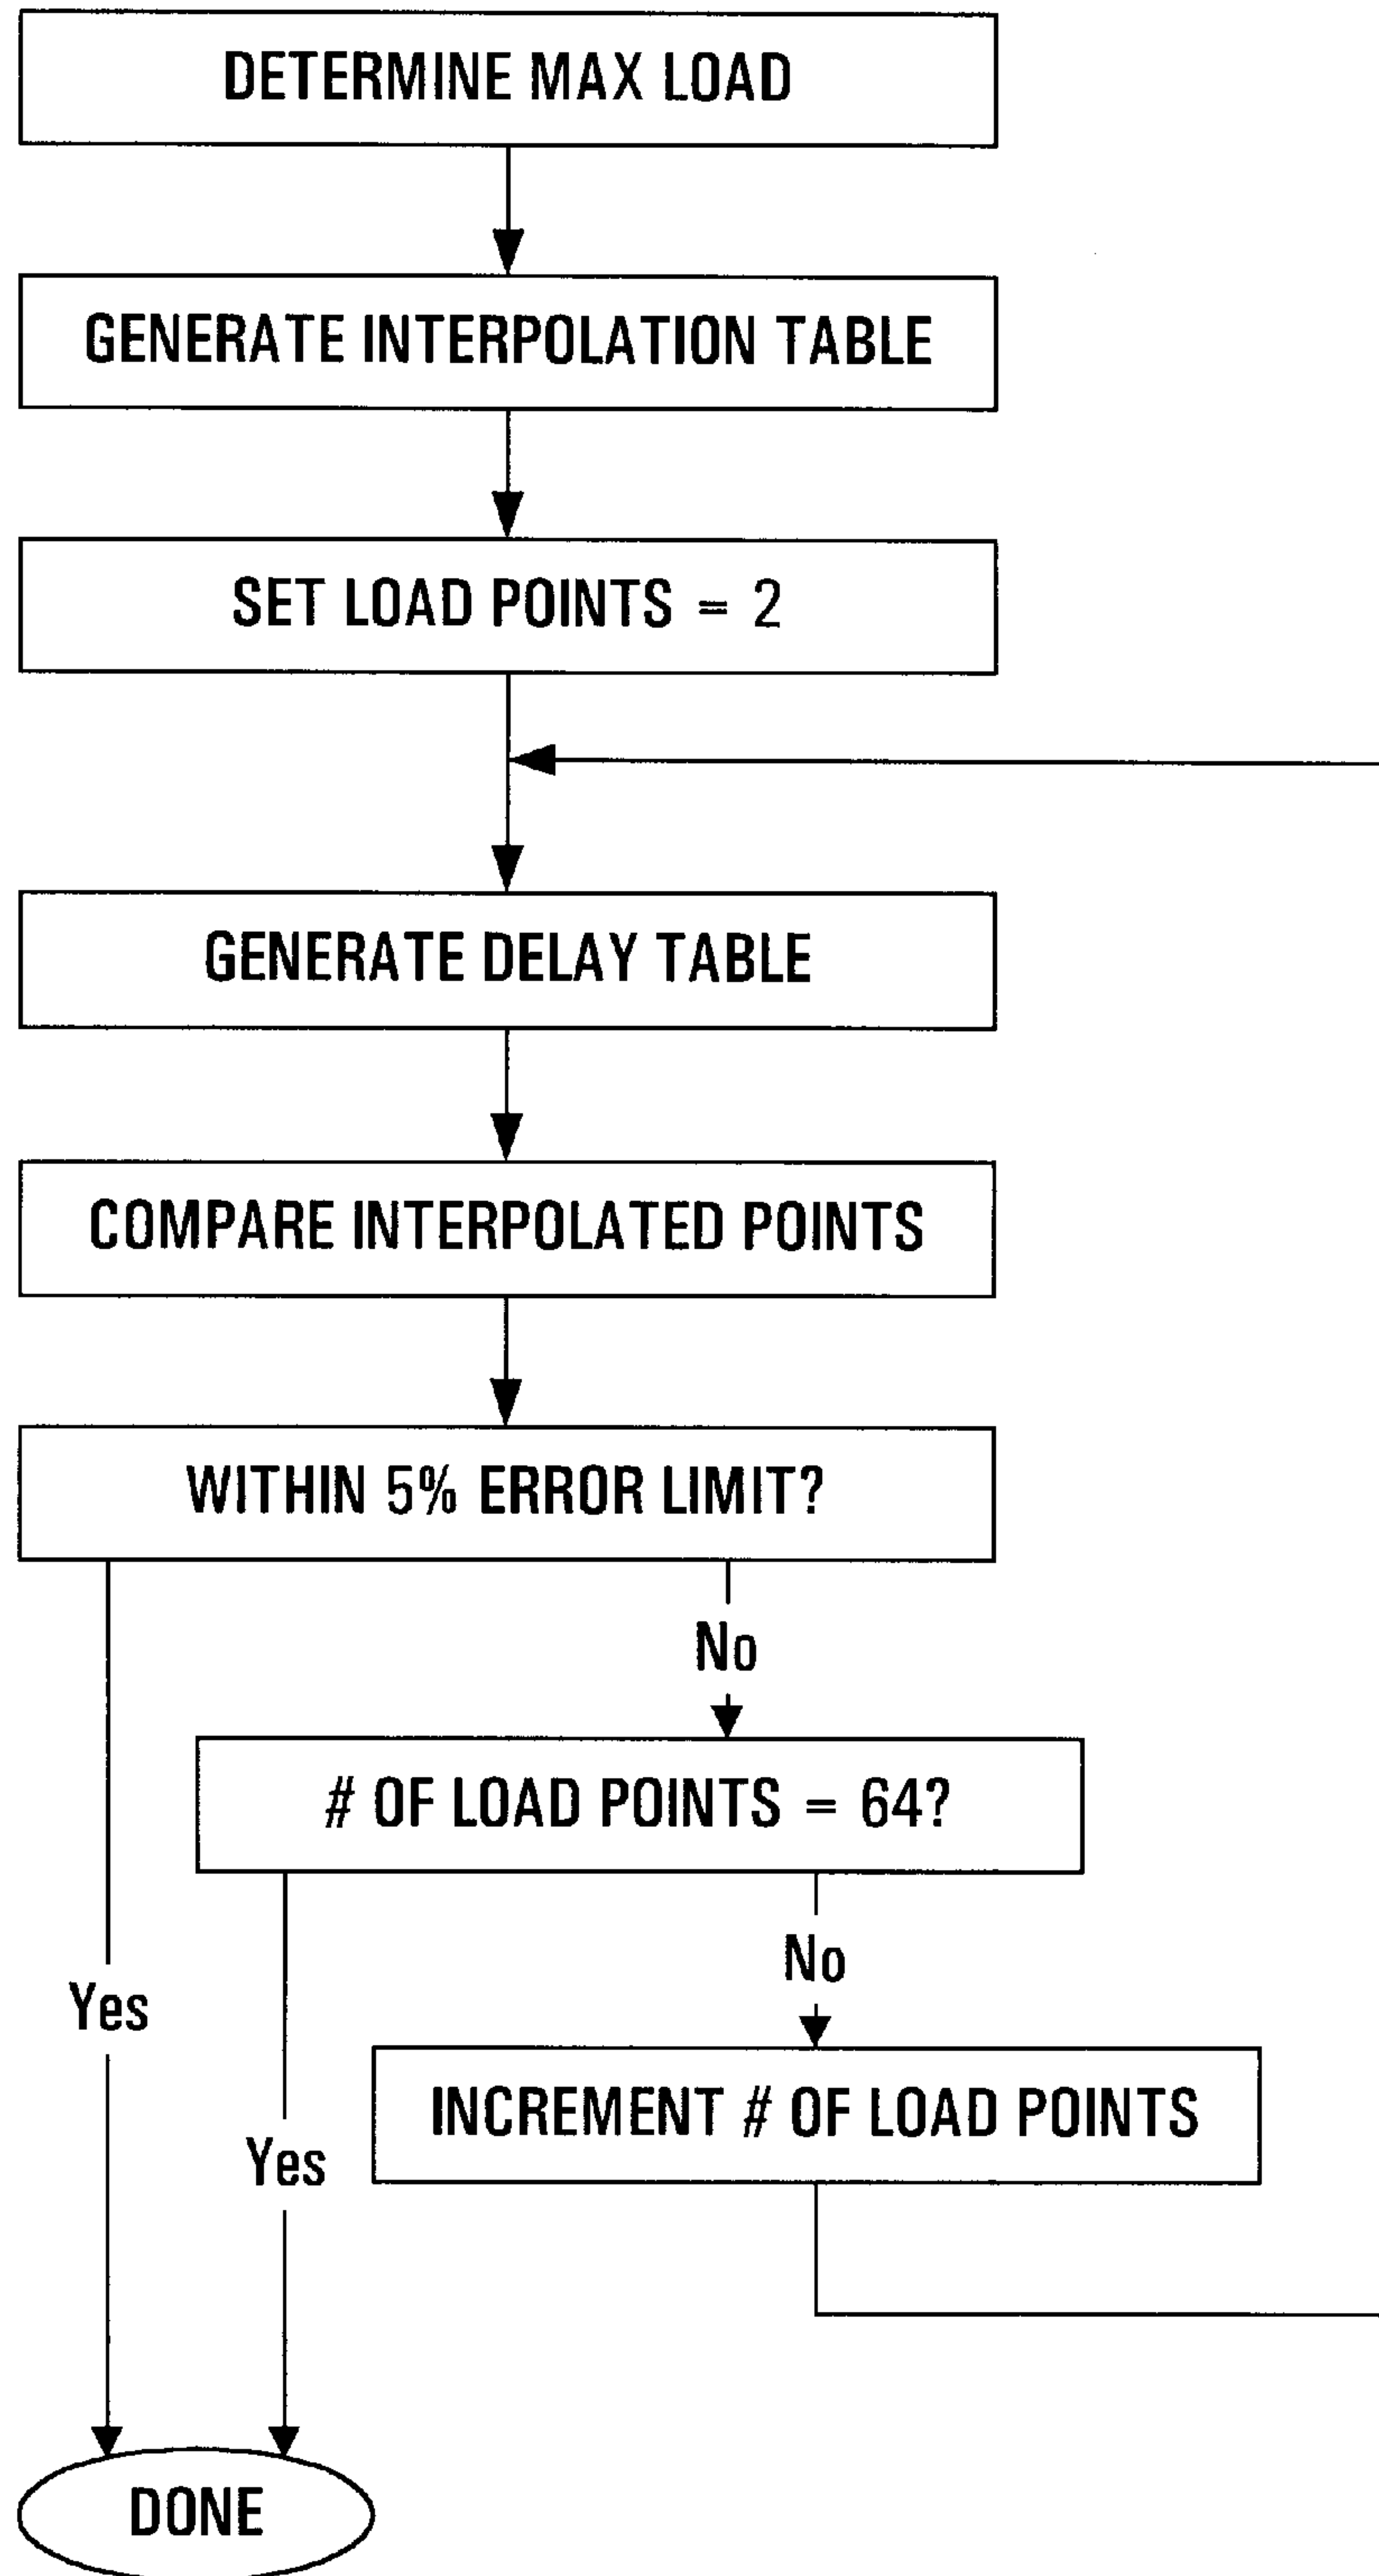 DETERMINE MAX LOAD
GENERATE INTERPOLATION TABLE
SET LOAD POINTS = 2
GENERATE DELAY TABLE
COMPARE INTERPOLATED POINTS
WITHIN 5% ERROR LIMIT?
No
# OF LOAD POINTS = 64?
No
Yes
INCREMENT # OF LOAD POINTS
Yes
DONE